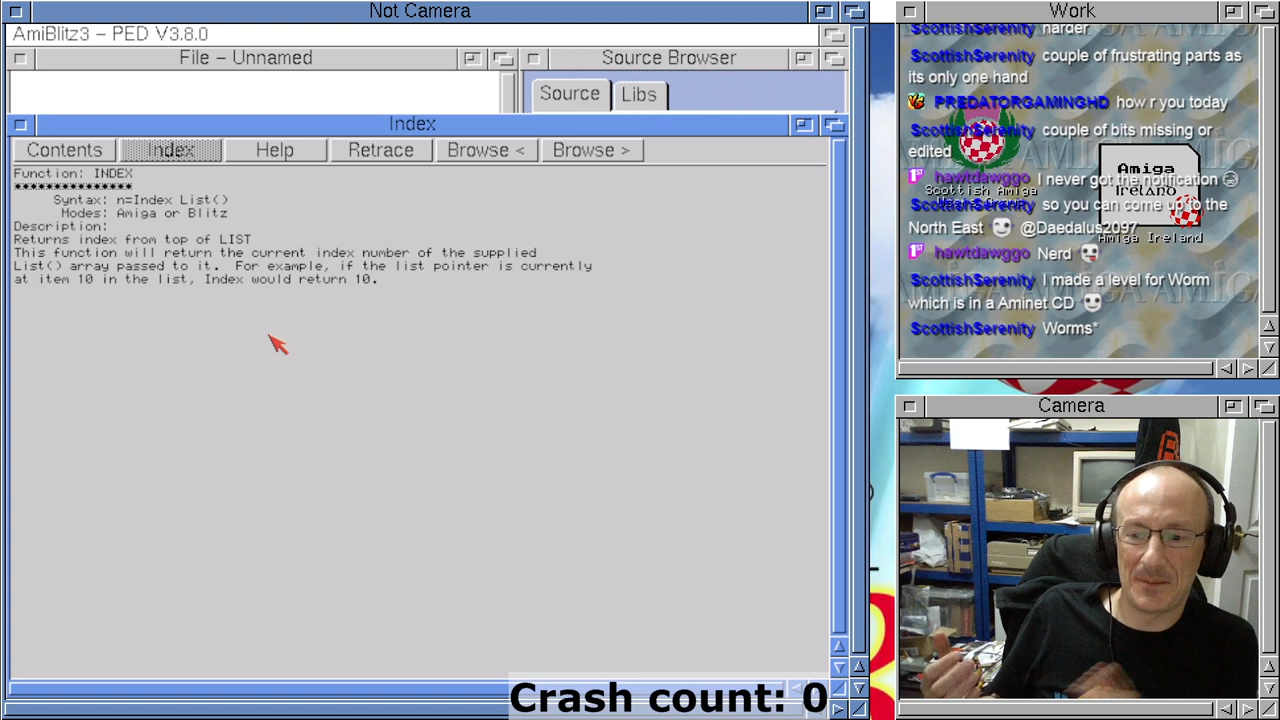 Not Camera
AmiBlitz3 – PED V3.8.0
File – Unnamed
Source Browser
Source
Libs
Index
Contents
Index
Help
Retrace
Browse <
Browse >
Function: INDEX
***************
Syntax: n=Index List()
Modes: Amiga or Blitz
Description:
Returns index from top of LIST
This function will return the current index number of the supplied
List() array passed to it.  For example, if the list pointer is currently
at item 10 in the list, Index would return 10.
Crash count: 0
Work
ScottishSerenity harder
ScottishSerenity couple of frustrating parts as
its only one hand
PREDATORGAMINGHD how r you today
ScottishSerenity couple of bits missing or
edited
hawtdawggo I never got the notification
ScottishSerenity so you can come up to the
North East @Daedalus2097
hawtdawggo Nerd
ScottishSerenity I made a level for Worm
which is in a Aminet CD
ScottishSerenity Worms*
Scottish Amiga
Amiga
Ireland
Amiga Ireland
Camera